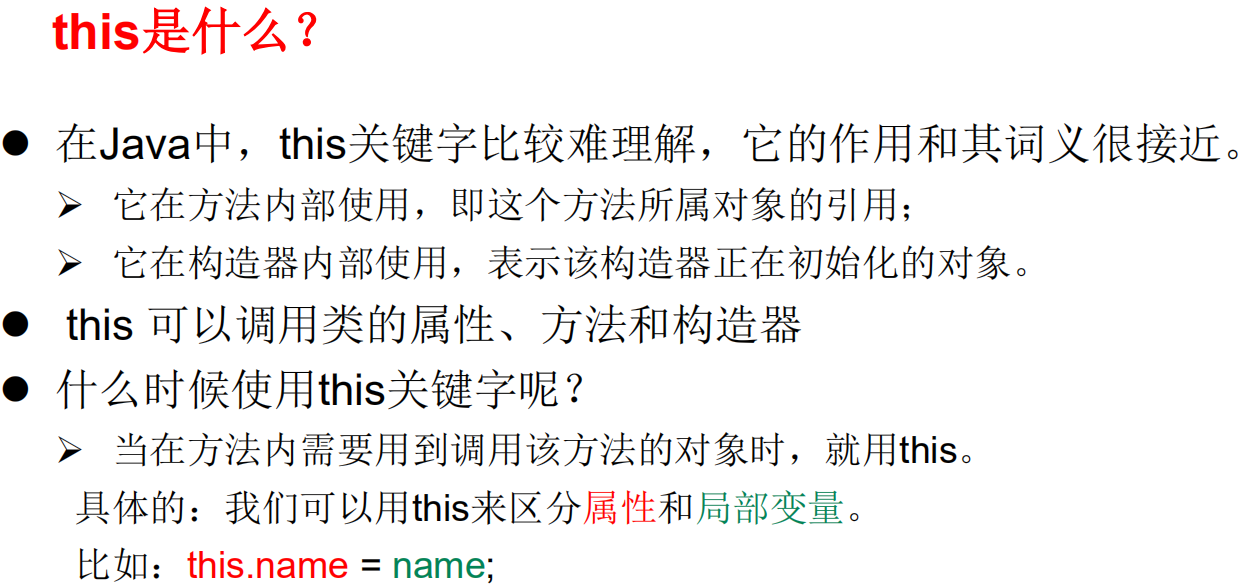 this是什么？
● 在Java中，this关键字比较难理解，它的作用和其词义很接近。
➢ 它在方法内部使用，即这个方法所属对象的引用；
➢ 它在构造器内部使用，表示该构造器正在初始化的对象。
● this 可以调用类的属性、方法和构造器
● 什么时候使用this关键字呢？
➢ 当在方法内需要用到调用该方法的对象时，就用this。
具体的：我们可以用this来区分属性和局部变量。
比如：this.name = name;